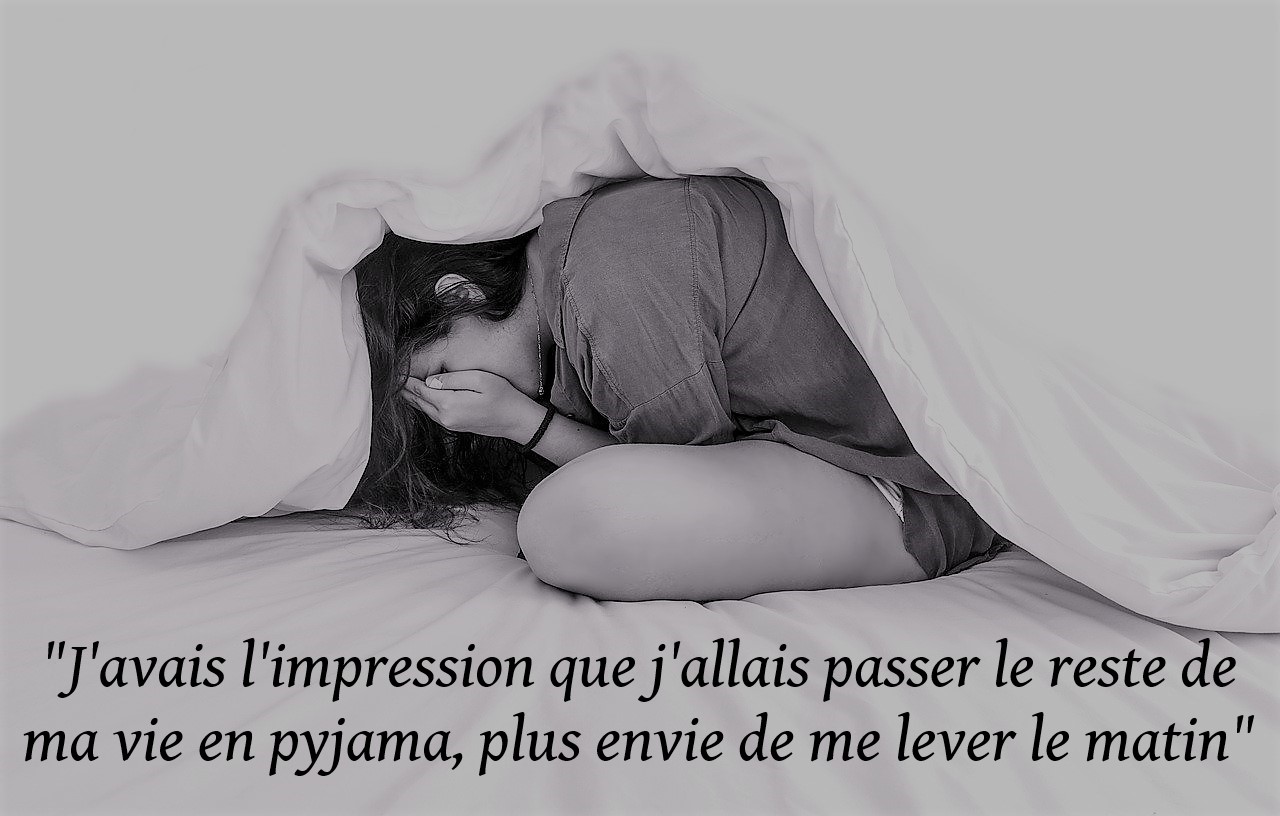 "J'avais l'impression que j'allais passer le reste de
ma vie en pyjama, plus envie de me lever le matin"